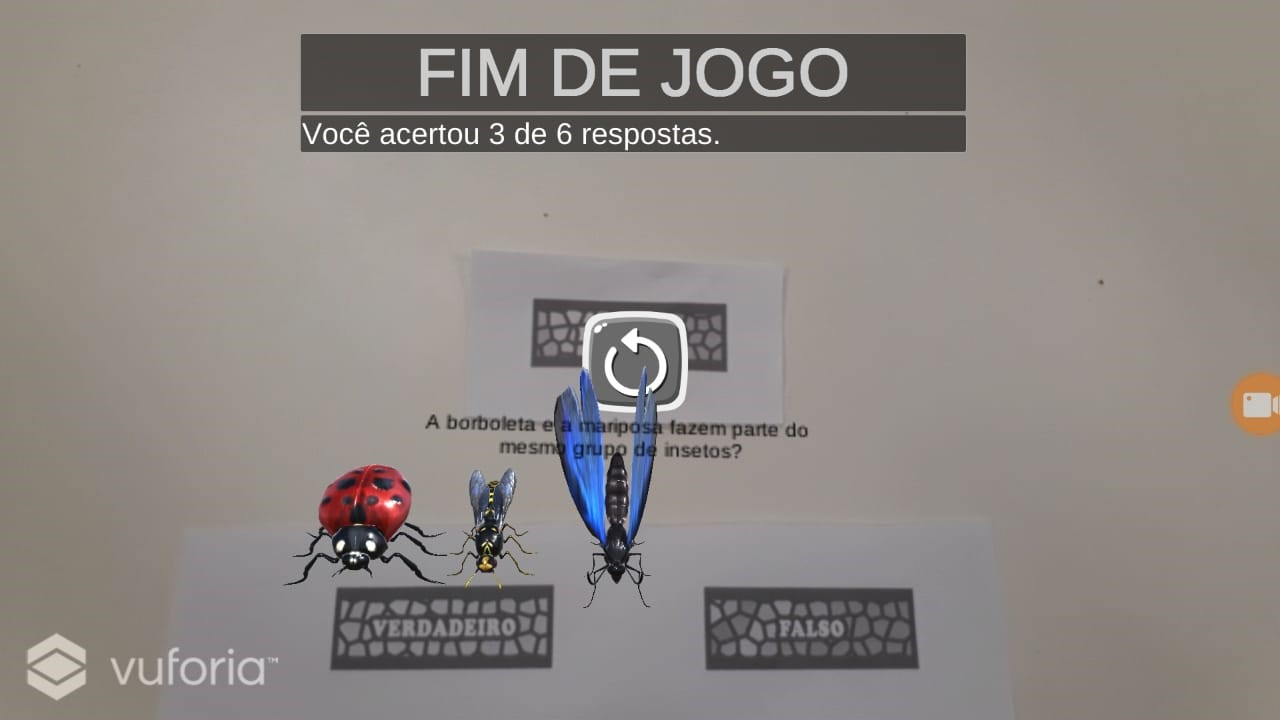 FIM DE JOGO
Você acertou 3 de 6 respostas.
A borboleta e a mariposa fazem parte do
mesmo grupo de insetos?
VERDADEIRO
FALSO
vuforia™